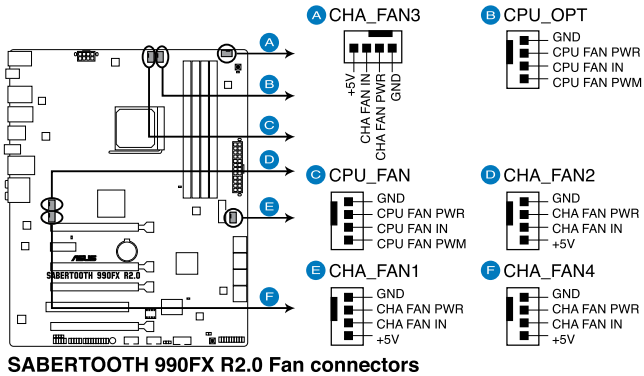 A CHA_FAN3
+5V
CHA FAN IN
CHA FAN PWR
GND
B CPU_OPT
GND
CPU FAN PWR
CPU FAN IN
CPU FAN PWM
A
B
C
D
E
F
C CPU_FAN
GND
CPU FAN PWR
CPU FAN IN
CPU FAN PWM
D CHA_FAN2
GND
CHA FAN PWR
CHA FAN IN
+5V
E CHA_FAN1
GND
CHA FAN PWR
CHA FAN IN
+5V
F CHA_FAN4
GND
CHA FAN PWR
CHA FAN IN
+5V
ASUS
SABERTOOTH 990FX R2.0
SABERTOOTH 990FX R2.0 Fan connectors